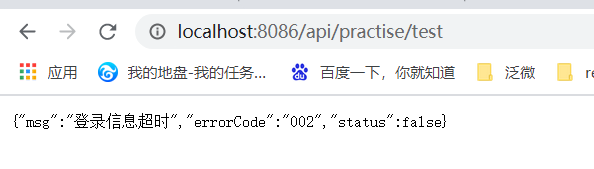 localhost:8086/api/practise/test
应用 我的地盘-我的任务... 百度一下，你就知道 泛微 re
{"msg":"登录信息超时","errorCode":"002","status":false}